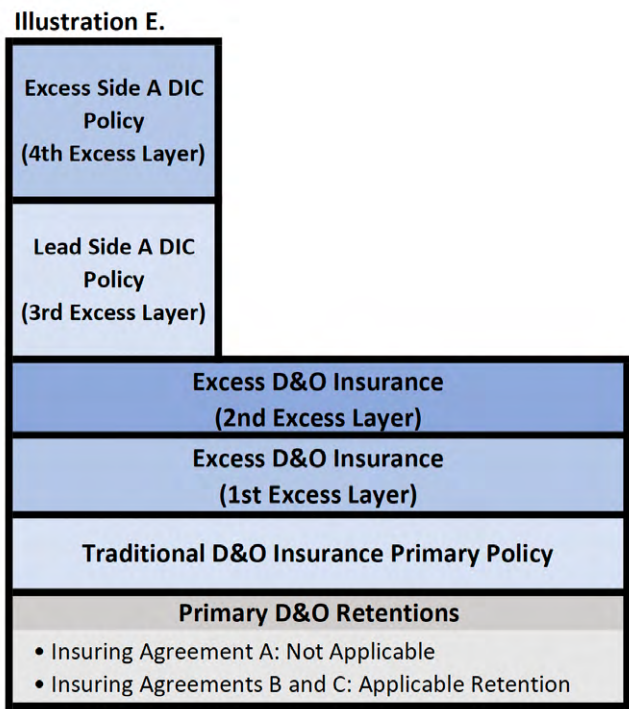 Illustration E.
Excess Side A DIC
Policy
(4th Excess Layer)
Lead Side A DIC
Policy
(3rd Excess Layer)
Excess D&O Insurance
(2nd Excess Layer)
Excess D&O Insurance
(1st Excess Layer)
Traditional D&O Insurance Primary Policy
Primary D&O Retentions
• Insuring Agreement A: Not Applicable
• Insuring Agreements B and C: Applicable Retention